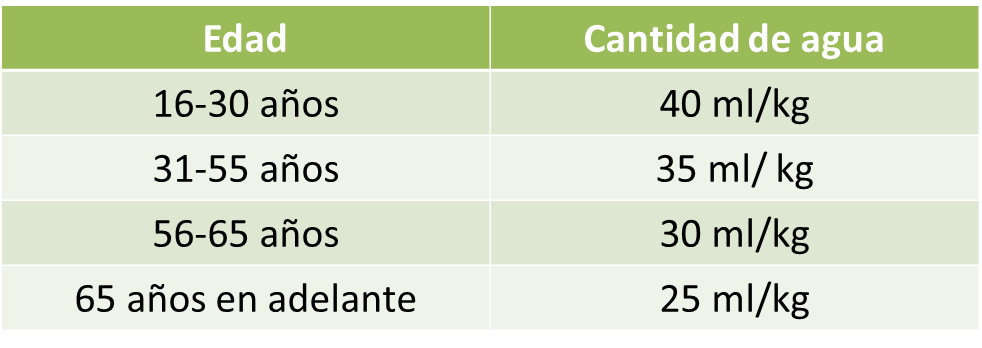 Edad Cantidad de agua
16-30 años 40 ml/kg
31-55 años 35 ml/ kg
56-65 años 30 ml/kg
65 años en adelante 25 ml/kg